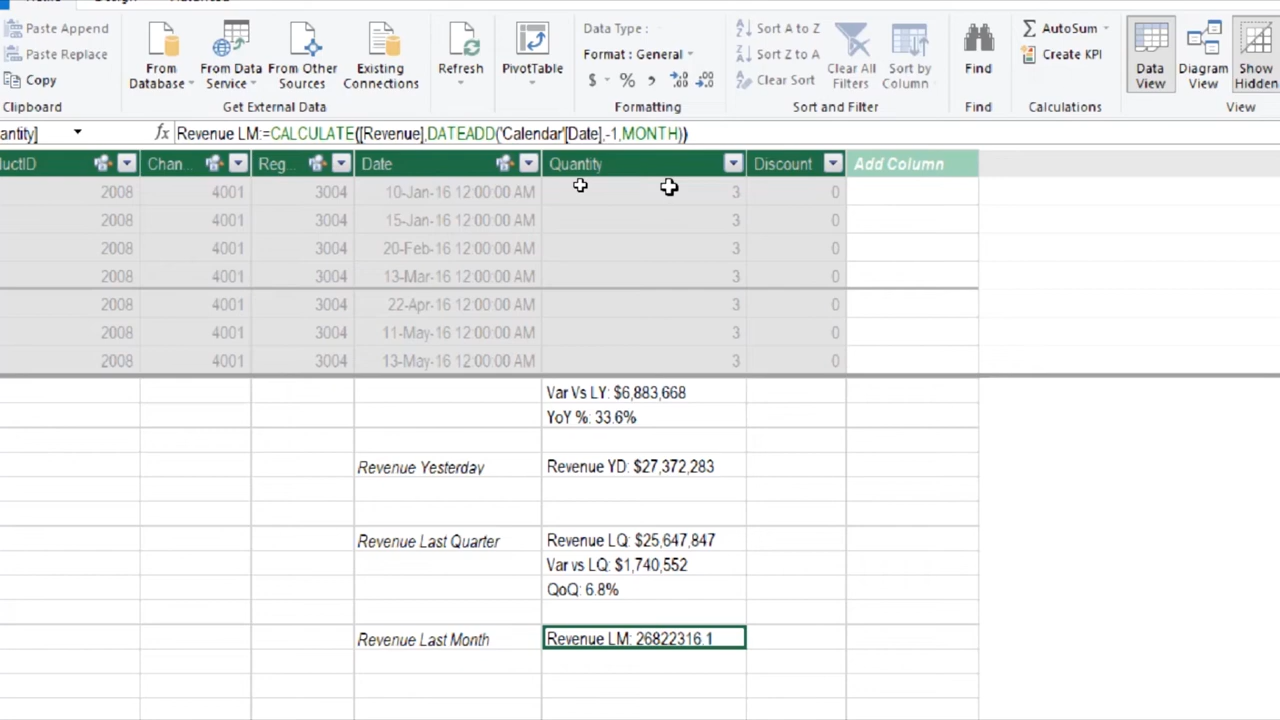 Paste Append
Paste Replace
Copy
Clipboard
From Database
From Data Service
From Other Sources
Existing Connections
Get External Data
Refresh
PivotTable
Data Type :
Format : General
$ % ,
Formatting
Sort A to Z
Sort Z to A
Clear Sort
Clear All Filters
Sort by Column
Sort and Filter
Find
Find
AutoSum
Create KPI
Calculations
Data View
Diagram View
Show Hidden
View
antity]
fx Revenue LM:=CALCULATE([Revenue],DATEADD('Calendar'[Date],-1,MONTH))
ductID Chan... Reg... Date Quantity Discount Add Column
2008 4001 3004 10-Jan-16 12:00:00 AM 3 0
2008 4001 3004 15-Jan-16 12:00:00 AM 3 0
2008 4001 3004 20-Feb-16 12:00:00 AM 3 0
2008 4001 3004 13-Mar-16 12:00:00 AM 3 0
2008 4001 3004 22-Apr-16 12:00:00 AM 3 0
2008 4001 3004 11-May-16 12:00:00 AM 3 0
2008 4001 3004 13-May-16 12:00:00 AM 3 0
Var Vs LY: $6,883,668
YoY %: 33.6%
Revenue Yesterday Revenue YD: $27,372,283
Revenue Last Quarter Revenue LQ: $25,647,847
Var vs LQ: $1,740,552
QoQ: 6.8%
Revenue Last Month Revenue LM: 26822316.1